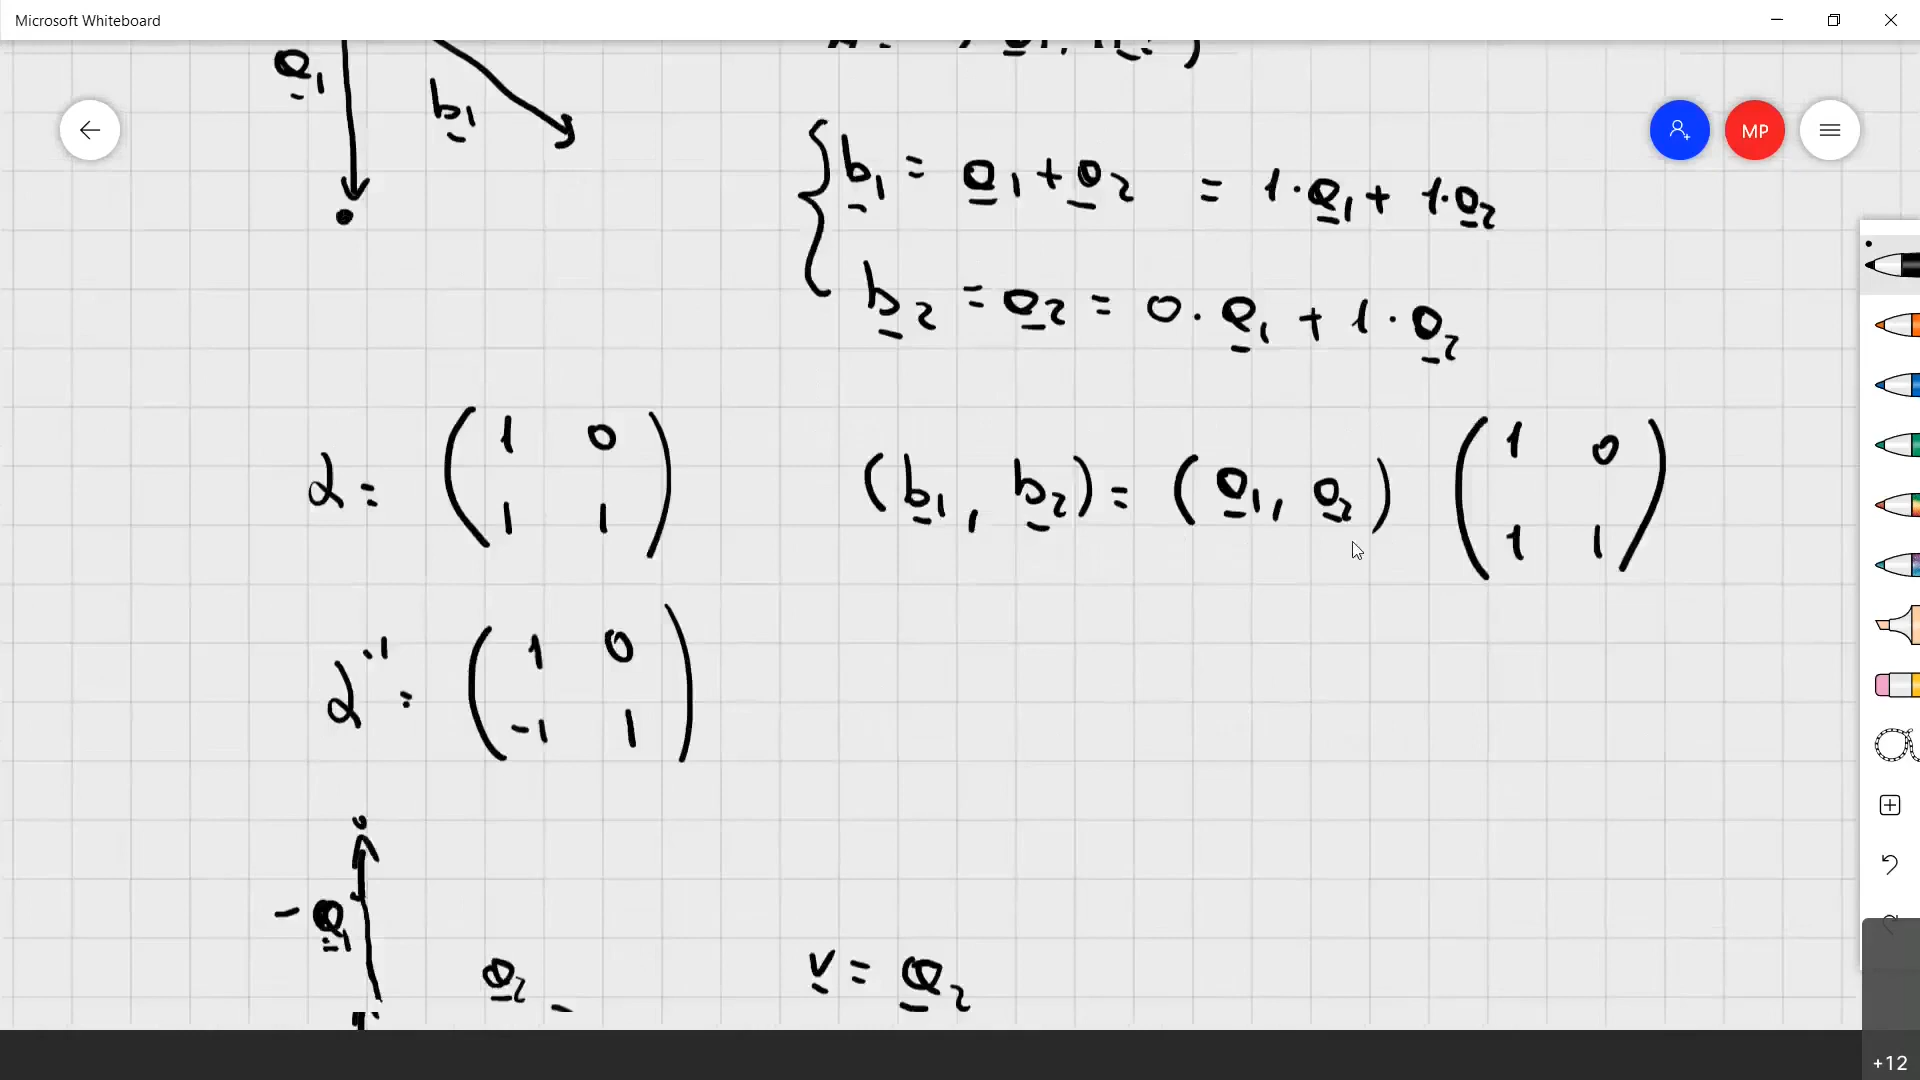 Microsoft Whiteboard
a₁
b₁
MP
b₁ = a₁ + a₂ = 1·a₁ + 1·a₂
b₂ = a₂ = 0·a₁ + 1·a₂
α = ( 1 0
1 1 )
(b₁, b₂) = (a₁, a₂) ( 1 0
1 1 )
α⁻¹ = ( 1 0
-1 1 )
-a₁
a₂
v = a₂
+12